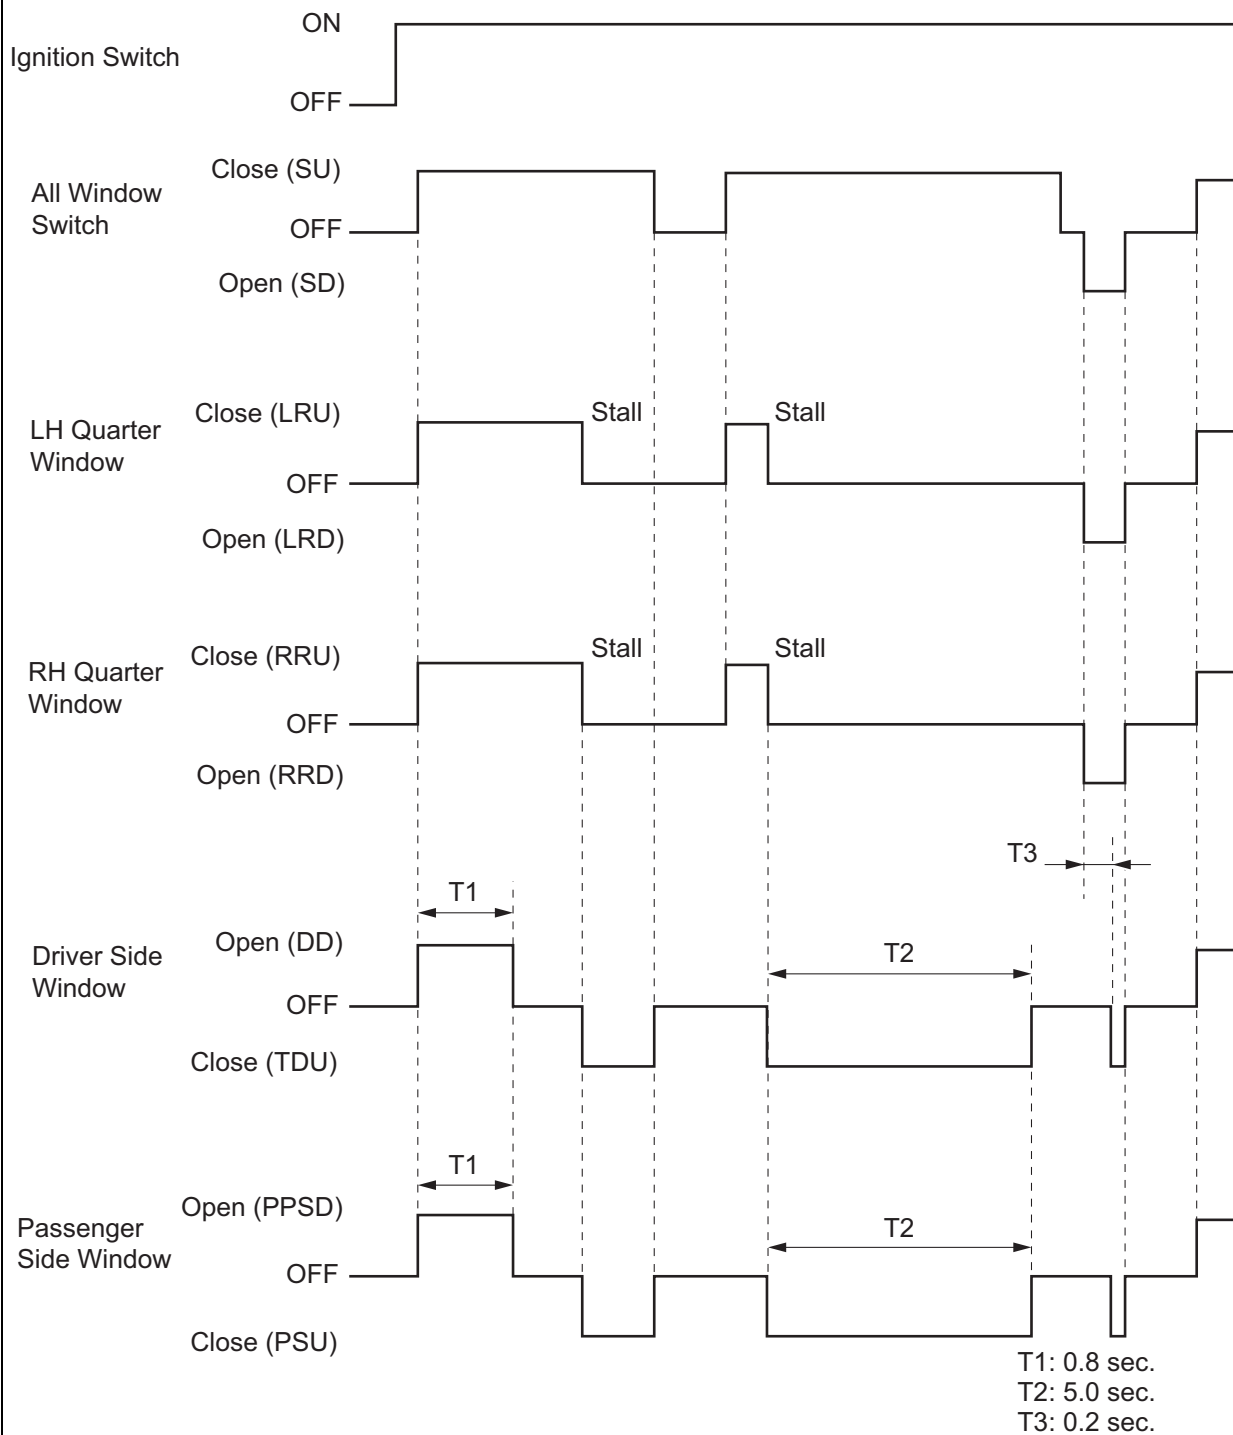 ON
Ignition Switch
OFF
Close (SU)
All Window
Switch
OFF
Open (SD)
Close (LRU)
Stall
Stall
LH Quarter
Window
OFF
Open (LRD)
Close (RRU)
Stall
Stall
RH Quarter
Window
OFF
Open (RRD)
T3
T1
Open (DD)
Driver Side
Window
T2
OFF
Close (TDU)
T1
Open (PPSD)
Passenger
Side Window
T2
OFF
Close (PSU)
T1: 0.8 sec.
T2: 5.0 sec.
T3: 0.2 sec.